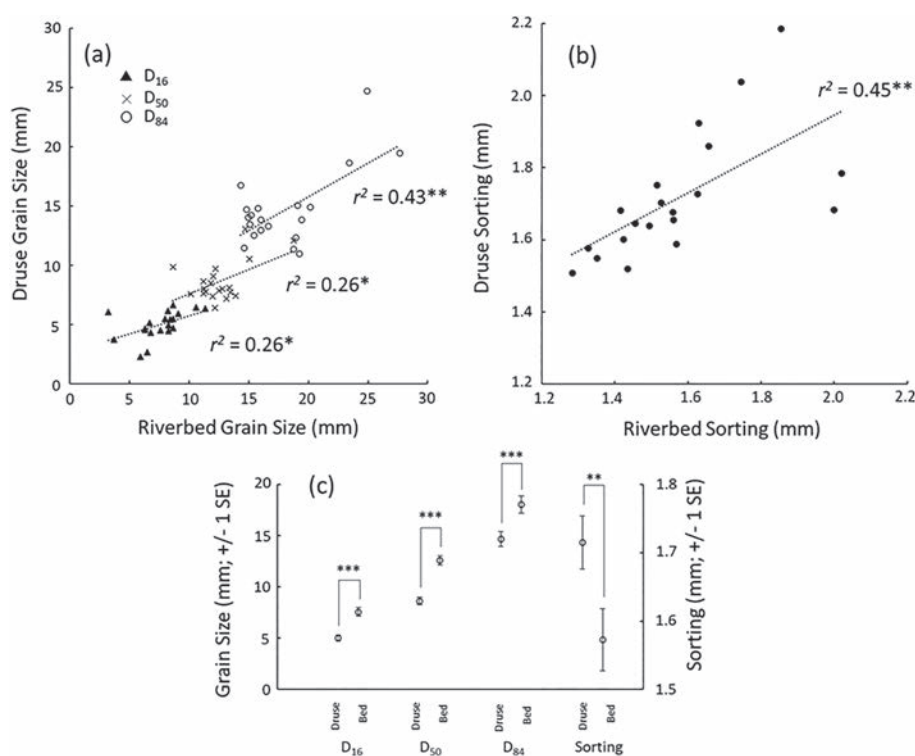 (a)
▲ D16
× D50
○ D84
Druse Grain Size (mm)
30
25
20
15
10
5
0
r² = 0.43**
r² = 0.26*
r² = 0.26*
0 5 10 15 20 25 30
Riverbed Grain Size (mm)
(b)
Druse Sorting (mm)
2.2
2.0
1.8
1.6
1.4
1.2
r² = 0.45**
1.2 1.4 1.6 1.8 2.0 2.2
Riverbed Sorting (mm)
(c)
Grain Size (mm; +/- 1 SE)
20
15
10
5
0
*** *** *** **
1.8
1.7
1.6
1.5
Sorting (mm; +/- 1 SE)
Druse Bed Druse Bed Druse Bed Druse Bed
D16 D50 D84 Sorting